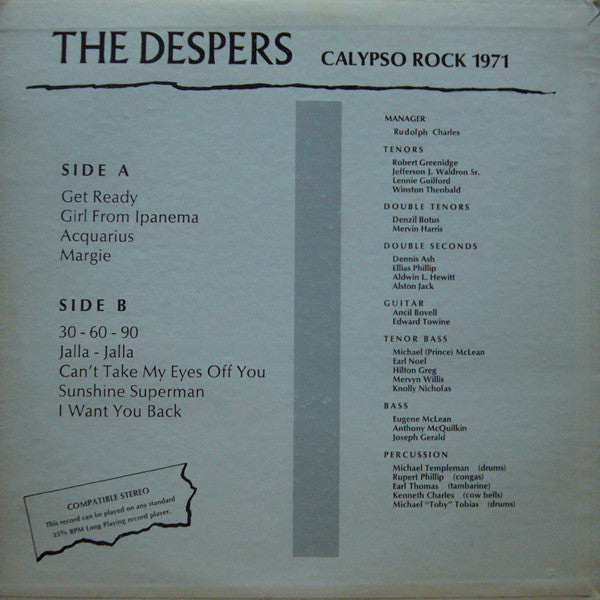 THE DESPERS CALYPSO ROCK 1971
SIDE A
Get Ready
Girl From Ipanema
Acquarius
Margie
SIDE B
30 - 60 - 90
Jalla - Jalla
Can't Take My Eyes Off You
Sunshine Superman
I Want You Back
COMPATIBLE STEREO
This record can be played on any standard
33⅓ RPM Long Playing record player.
MANAGER
Rudolph Charles
TENORS
Robert Greenidge
Jefferson J. Waldron Sr.
Lennie Guilford
Winston Theobald
DOUBLE TENORS
Denzil Botus
Mervin Harris
DOUBLE SECONDS
Dennis Ash
Ellias Phillip
Aldwin L. Hewitt
Alston Jack
GUITAR
Ancil Bovell
Edward Towine
TENOR BASS
Michael (Prince) McLean
Earl Noel
Hilton Greg
Mervyn Willis
Knolly Nicholas
BASS
Eugene McLean
Anthony McQuilkin
Joseph Gerald
PERCUSSION
Michael Templeman (drums)
Rupert Phillip (congas)
Earl Thomas (tambarine)
Kenneth Charles (cow bells)
Michael "Toby" Tobias (drums)